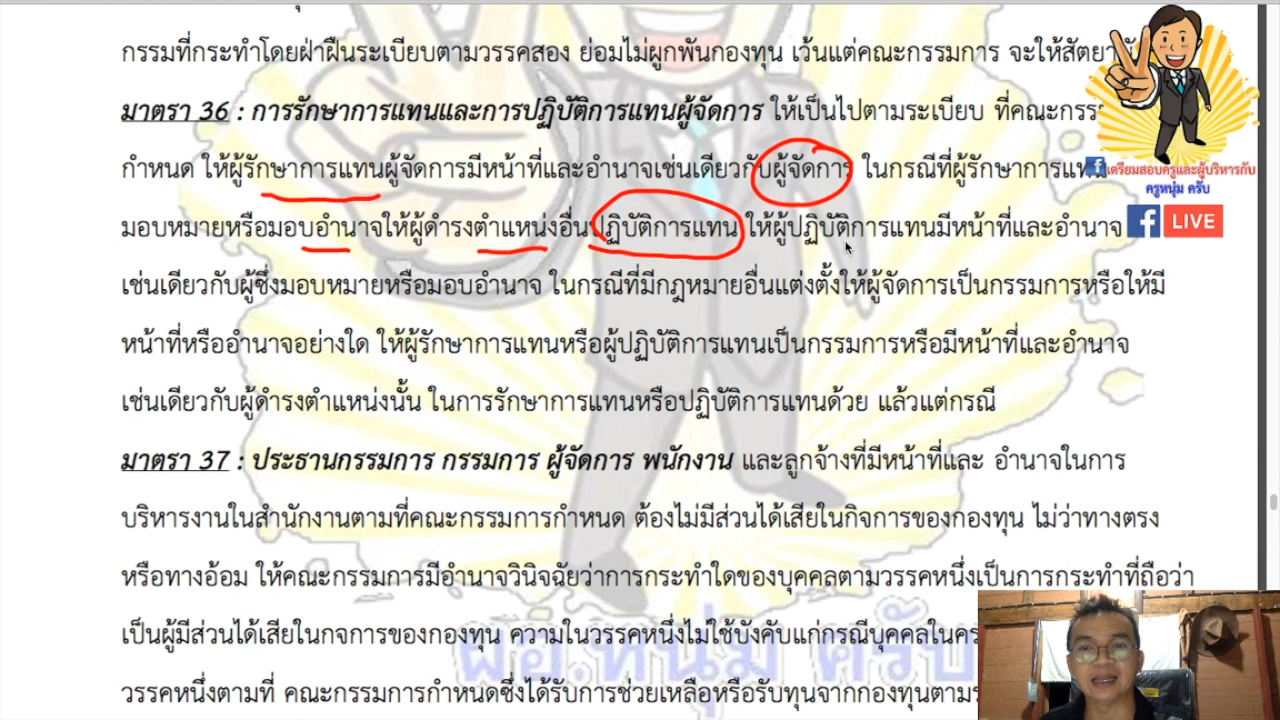 กรรมที่กระทำโดยฝ่าฝืนระเบียบตามวรรคสอง ย่อมไม่ผูกพันกองทุน เว้นแต่คณะกรรมการ จะให้
มาตรา 36 : การรักษาการแทนและการปฏิบัติการแทนผู้จัดการ ให้เป็นไปตามระเบียบ ที่คณะกรร
กำหนด ให้ผู้รักษาการแทนผู้จัดการมีหน้าที่และอำนาจเช่นเดียวกับผู้จัดการ ในกรณีที่ผู้รักษาการแทน
มอบหมายหรือมอบอำนาจให้ผู้ดำรงตำแหน่งอื่นปฏิบัติการแทน ให้ผู้ปฏิบัติการแทนมีหน้าที่และอำนาจ
เช่นเดียวกับผู้ซึ่งมอบหมายหรือมอบอำนาจ ในกรณีที่มีกฎหมายอื่นแต่งตั้งให้ผู้จัดการเป็นกรรมการหรือให้มี
หน้าที่หรืออำนาจอย่างใด ให้ผู้รักษาการแทนหรือผู้ปฏิบัติการแทนเป็นกรรมการหรือมีหน้าที่และอำนาจ
เช่นเดียวกับผู้ดำรงตำแหน่งนั้น ในการรักษาการแทนหรือปฏิบัติการแทนด้วย แล้วแต่กรณี
มาตรา 37 : ประธานกรรมการ กรรมการ ผู้จัดการ พนักงาน และลูกจ้างที่มีหน้าที่และ อำนาจในการ
บริหารงานในสำนักงานตามที่คณะกรรมการกำหนด ต้องไม่มีส่วนได้เสียในกิจการของกองทุน ไม่ว่าทางตรง
หรือทางอ้อม ให้คณะกรรมการมีอำนาจวินิจฉัยว่าการกระทำใดของบุคคลตามวรรคหนึ่งเป็นการกระทำที่ถือว่า
เป็นผู้มีส่วนได้เสียในกจการของกองทุน ความในวรรคหนึ่งไม่ใช้บังคับแก่กรณีบุคคลในคร
วรรคหนึ่งตามที่ คณะกรรมการกำหนดซึ่งได้รับการช่วยเหลือหรือรับทุนจากกองทุนตาม
ผอ.หนุ่ม ครับ
เตรียมสอบครูและผู้บริหารกับ
ครูหนุ่ม ครับ
f LIVE